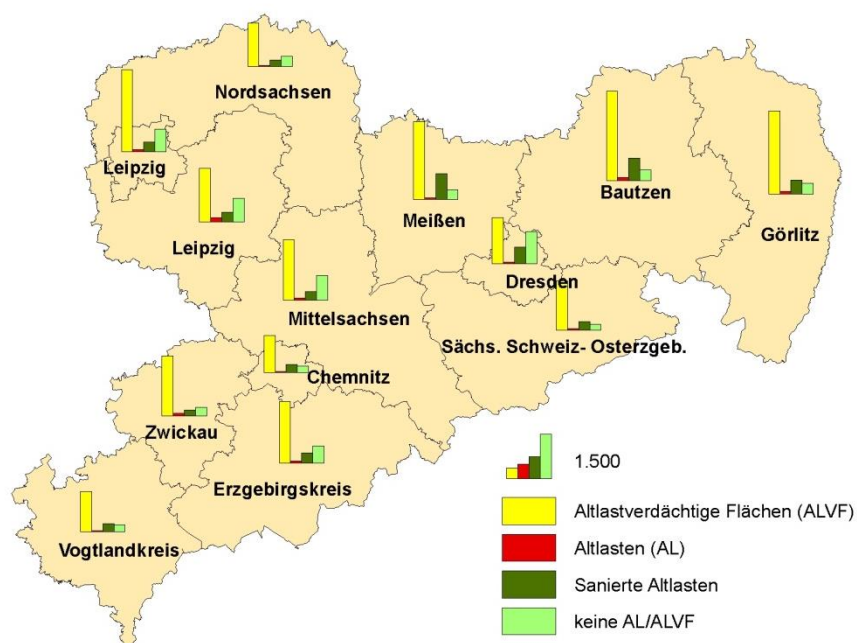 Nordsachsen
Leipzig
Leipzig
Meißen
Bautzen
Görlitz
Dresden
Mittelsachsen
Sächs. Schweiz- Osterzgeb.
Chemnitz
Zwickau
Erzgebirgskreis
Vogtlandkreis
1.500
Altlastverdächtige Flächen (ALVF)
Altlasten (AL)
Sanierte Altlasten
keine AL/ALVF